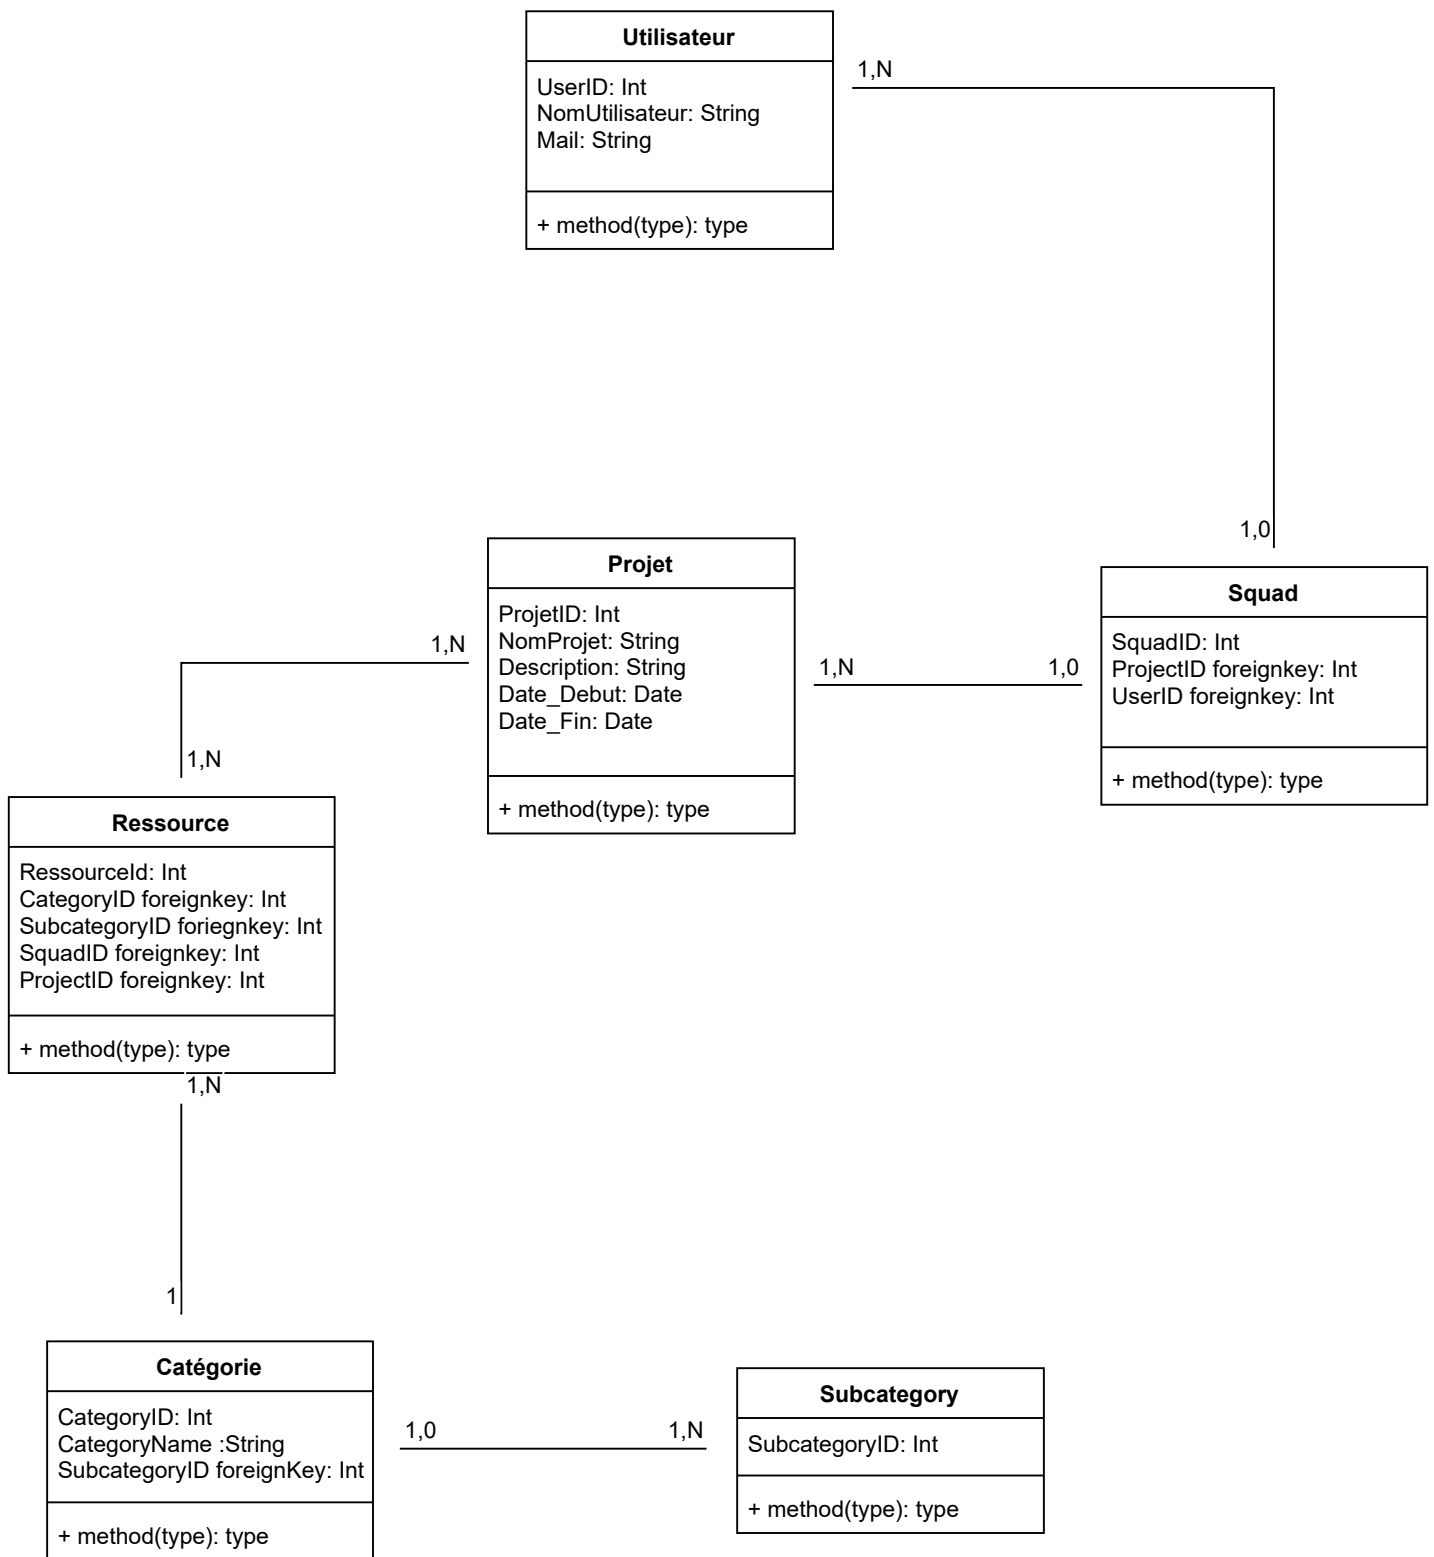 Utilisateur
UserID: Int
NomUtilisateur: String
Mail: String
+ method(type): type
1,N
1,0
Projet
ProjetID: Int
NomProjet: String
Description: String
Date_Debut: Date
Date_Fin: Date
+ method(type): type
1,N
1,0
Squad
SquadID: Int
ProjectID foreignkey: Int
UserID foreignkey: Int
+ method(type): type
1,N
1,N
Ressource
RessourceId: Int
CategoryID foreignkey: Int
SubcategoryID foriegnkey: Int
SquadID foreignkey: Int
ProjectID foreignkey: Int
+ method(type): type
1,N
1
Catégorie
CategoryID: Int
CategoryName :String
SubcategoryID foreignKey: Int
+ method(type): type
1,0
1,N
Subcategory
SubcategoryID: Int
+ method(type): type